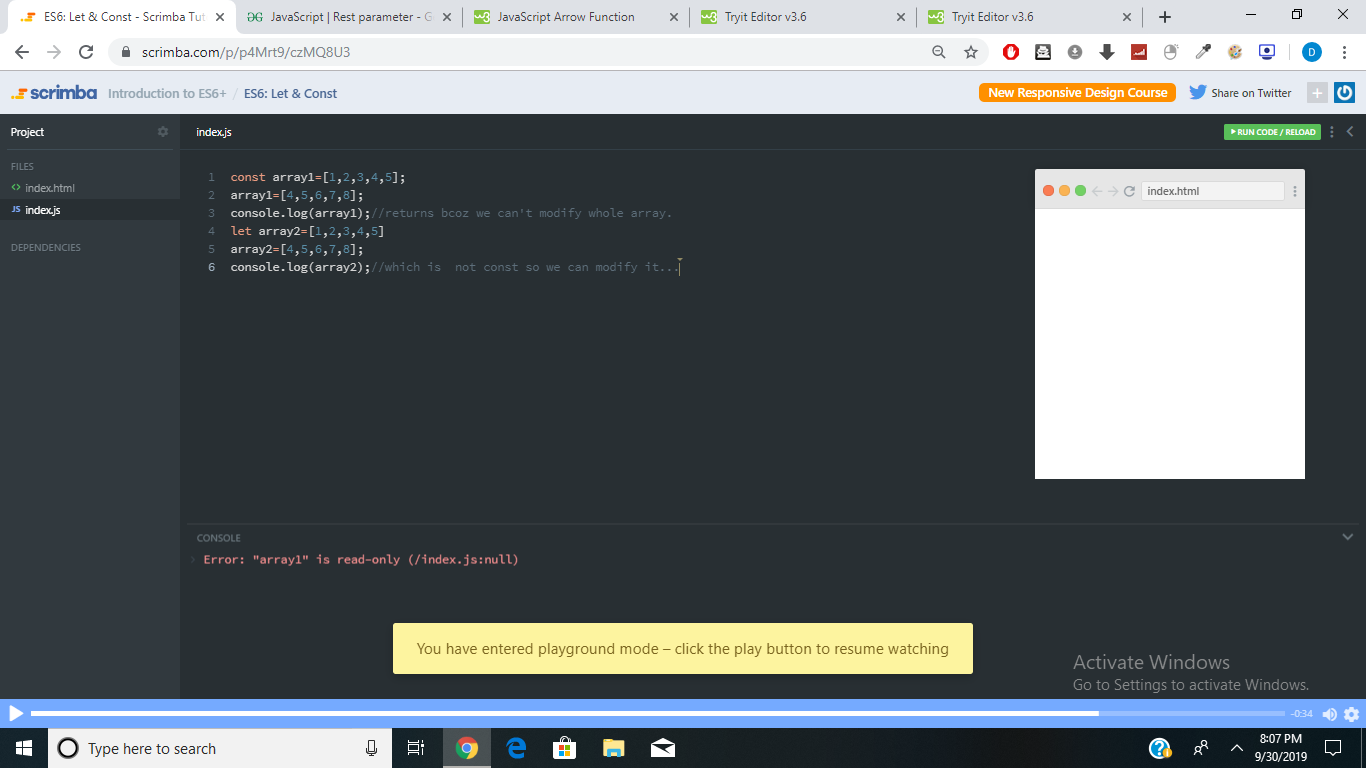 ES6: Let & Const - Scrimba Tut
JavaScript | Rest parameter - G
JavaScript Arrow Function
Tryit Editor v3.6
Tryit Editor v3.6
scrimba.com/p/p4Mrt9/czMQ8U3
D
scrimba Introduction to ES6+ / ES6: Let & Const
New Responsive Design Course
Share on Twitter
Project
FILES
index.html
JS index.js
DEPENDENCIES
index.js
RUN CODE / RELOAD
1 const array1=[1,2,3,4,5];
2 array1=[4,5,6,7,8];
3 console.log(array1);//returns bcoz we can't modify whole array.
4 let array2=[1,2,3,4,5]
5 array2=[4,5,6,7,8];
6 console.log(array2);//which is  not const so we can modify it...
index.html
CONSOLE
Error: "array1" is read-only (/index.js:null)
You have entered playground mode – click the play button to resume watching
Activate Windows
Go to Settings to activate Windows.
-0:34
Type here to search
8:07 PM
9/30/2019